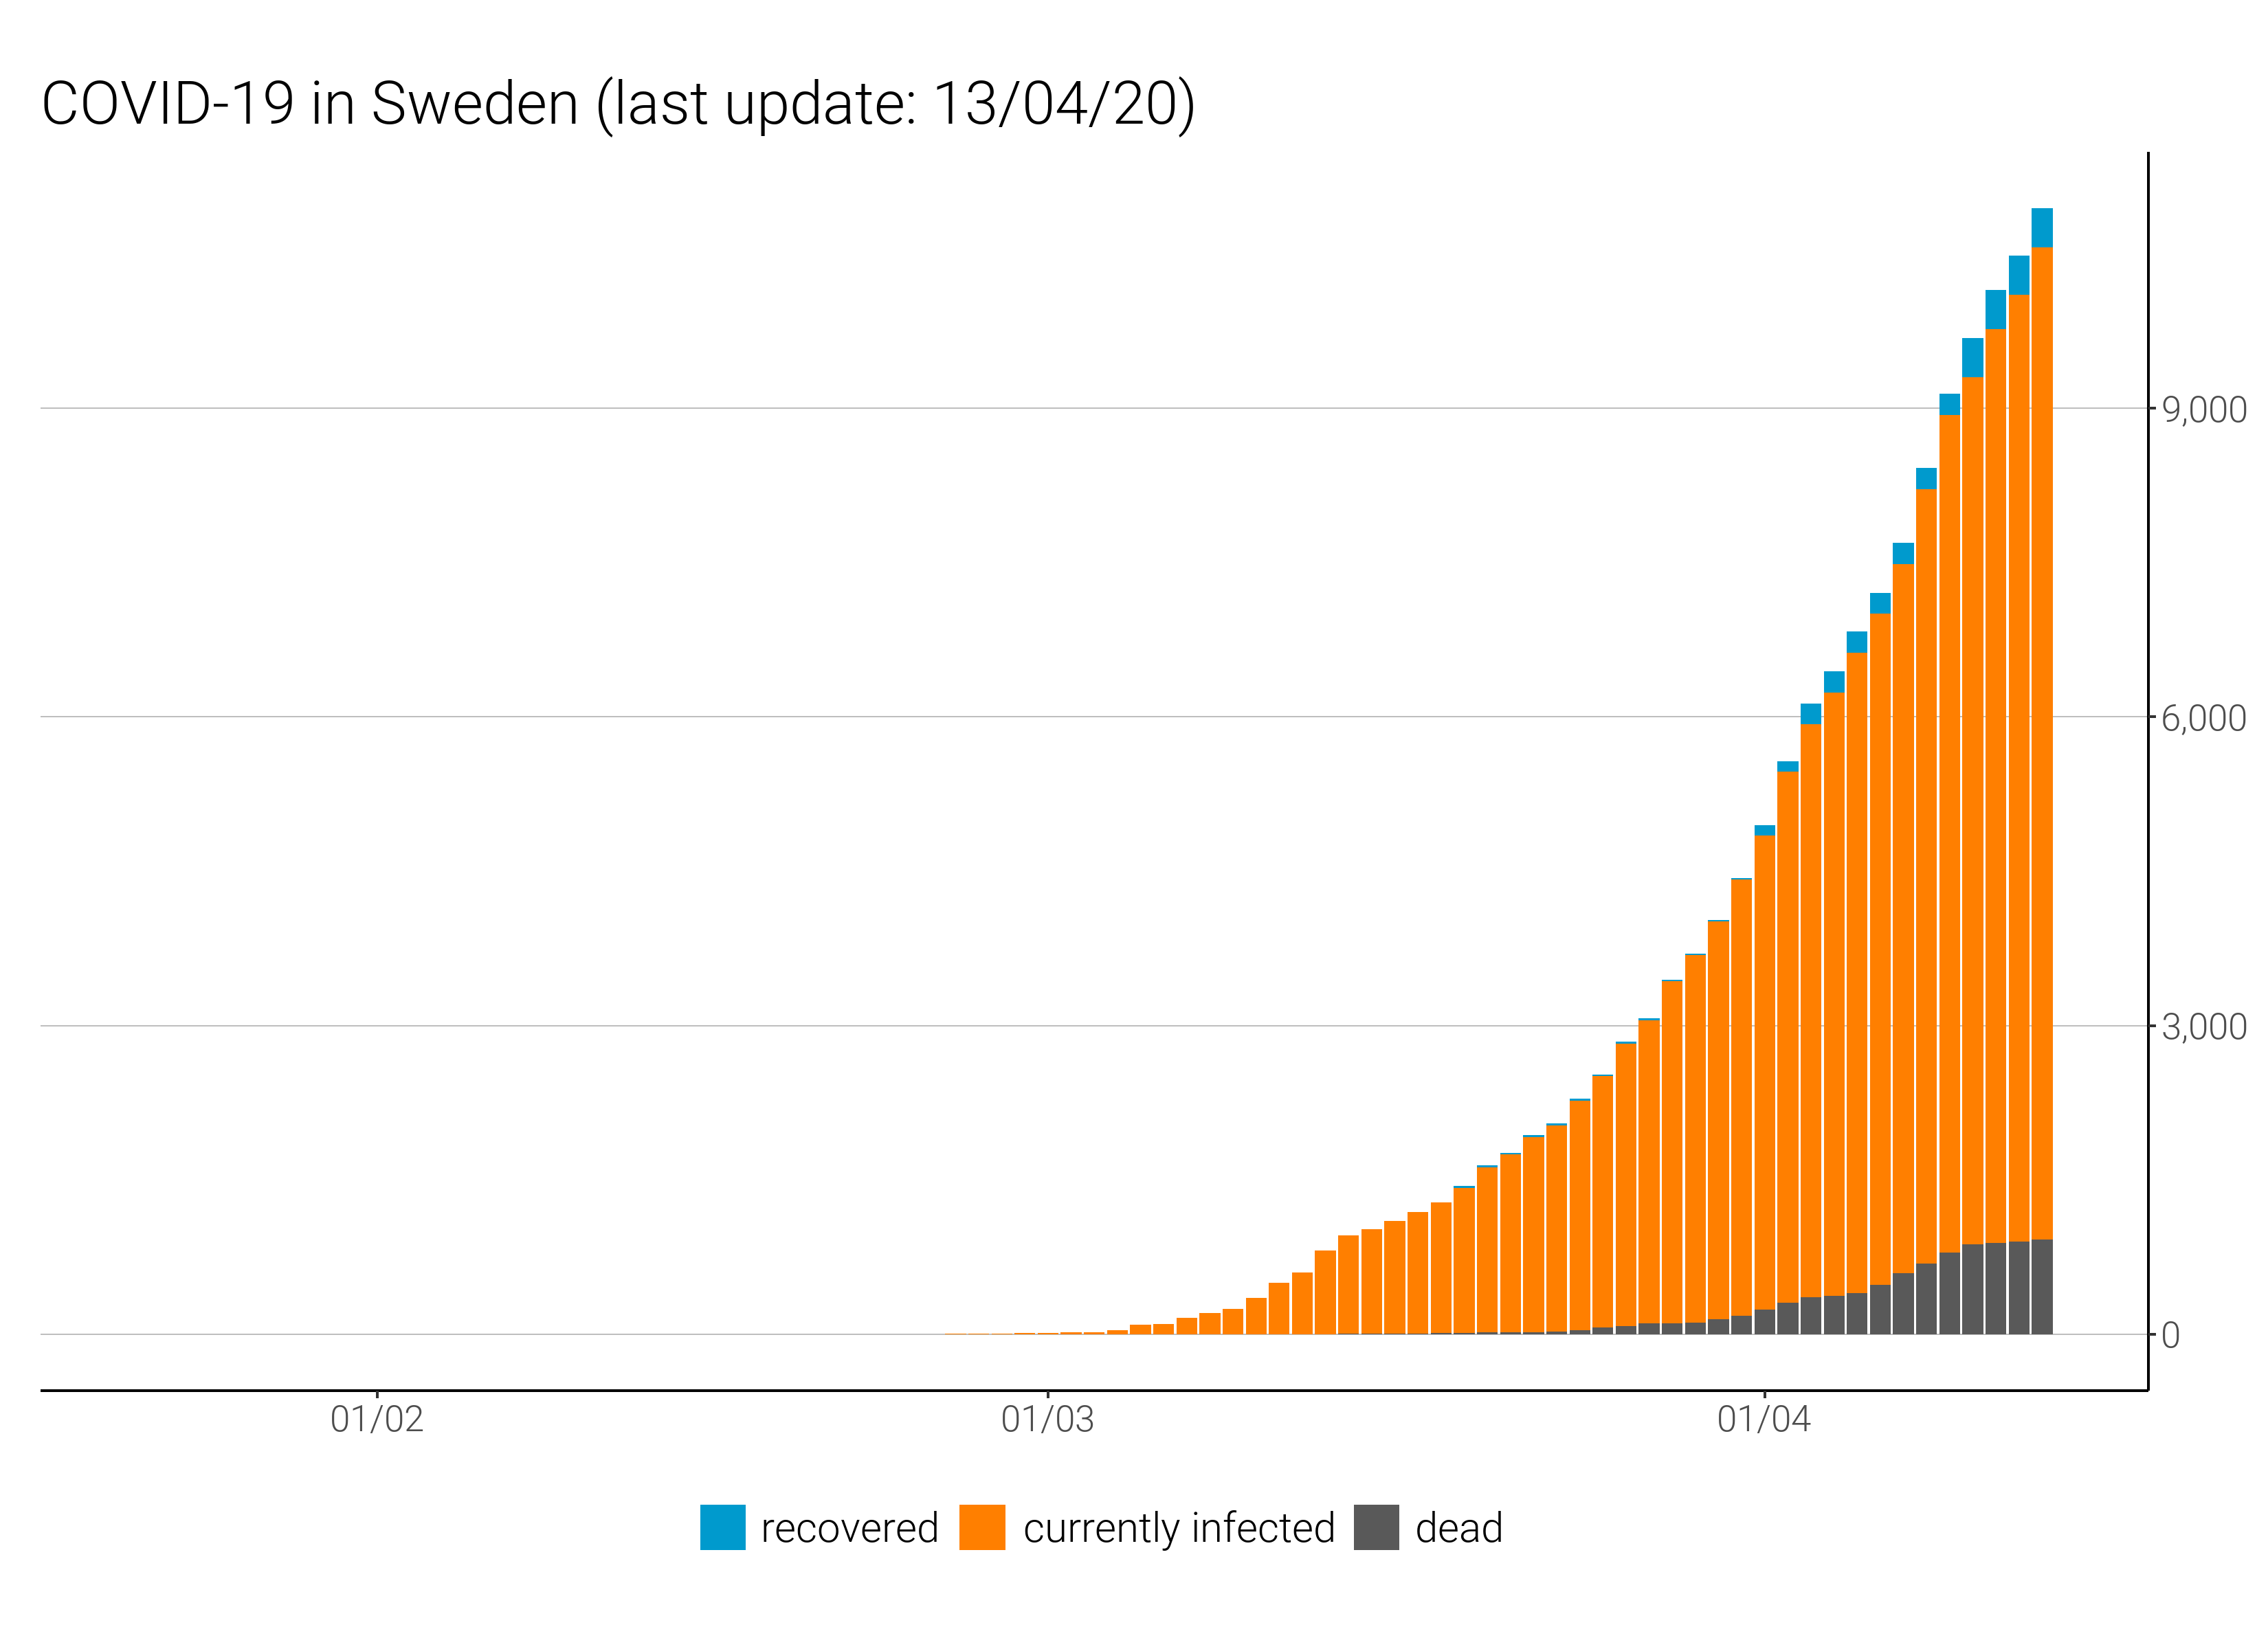 COVID-19 in Sweden (last update: 13/04/20)
9,000
6,000
3,000
0
01/02 01/03 01/04
recovered currently infected dead